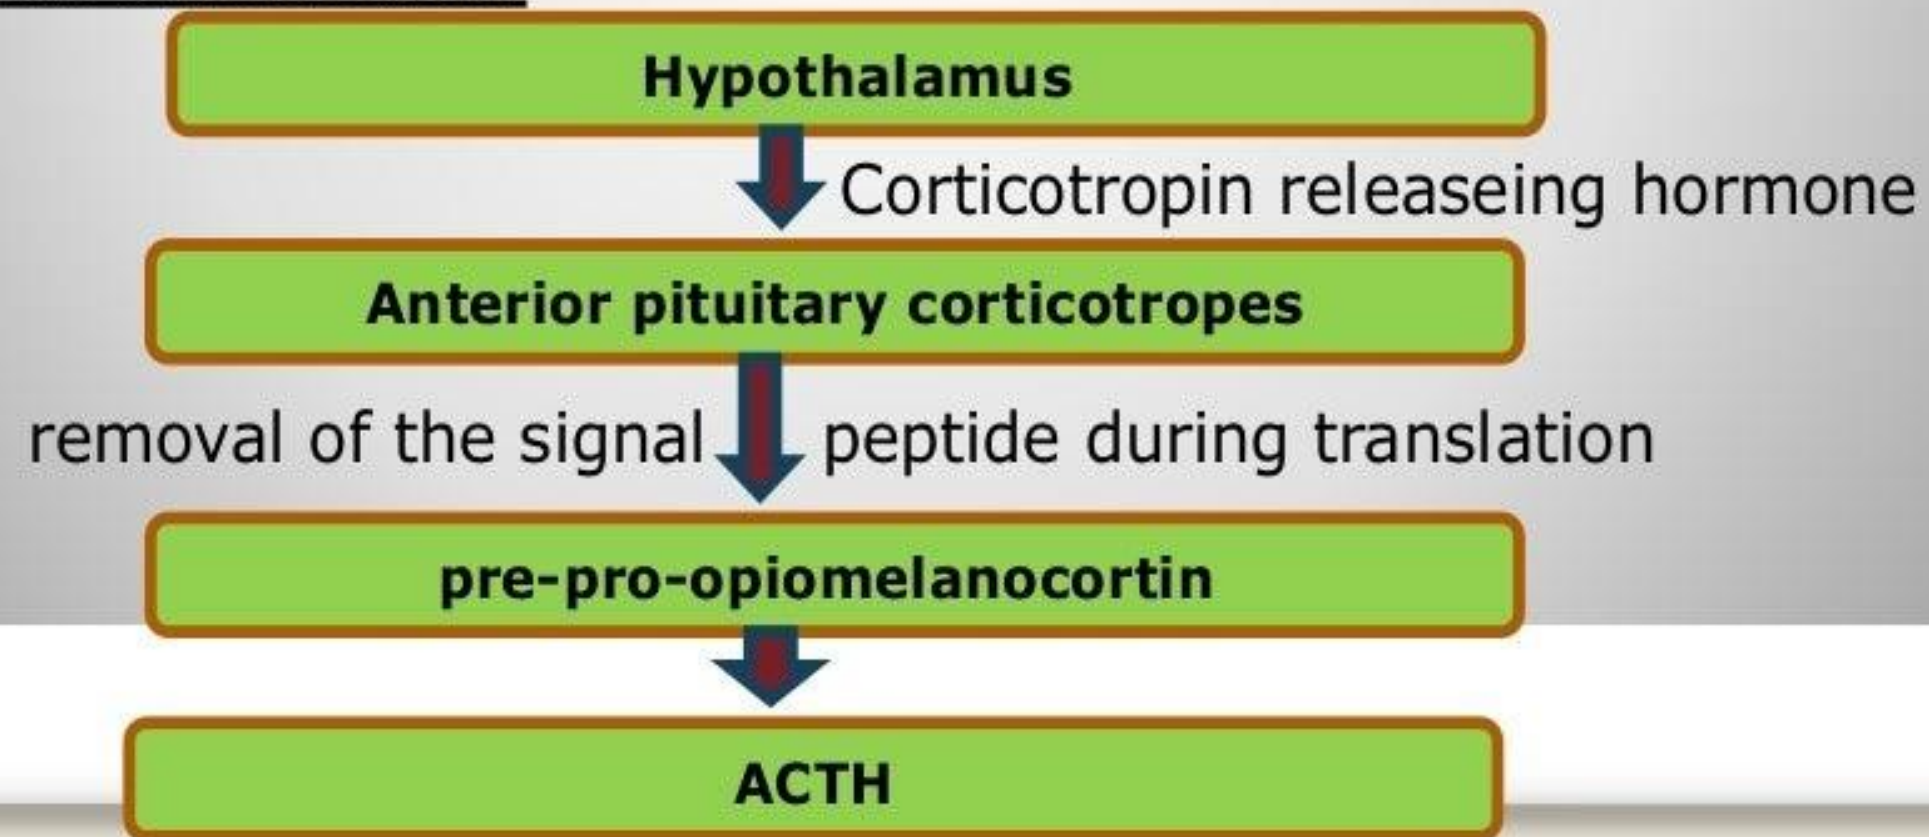 Hypothalamus
Corticotropin releaseing hormone
Anterior pituitary corticotropes
removal of the signal peptide during translation
pre-pro-opiomelanocortin
ACTH